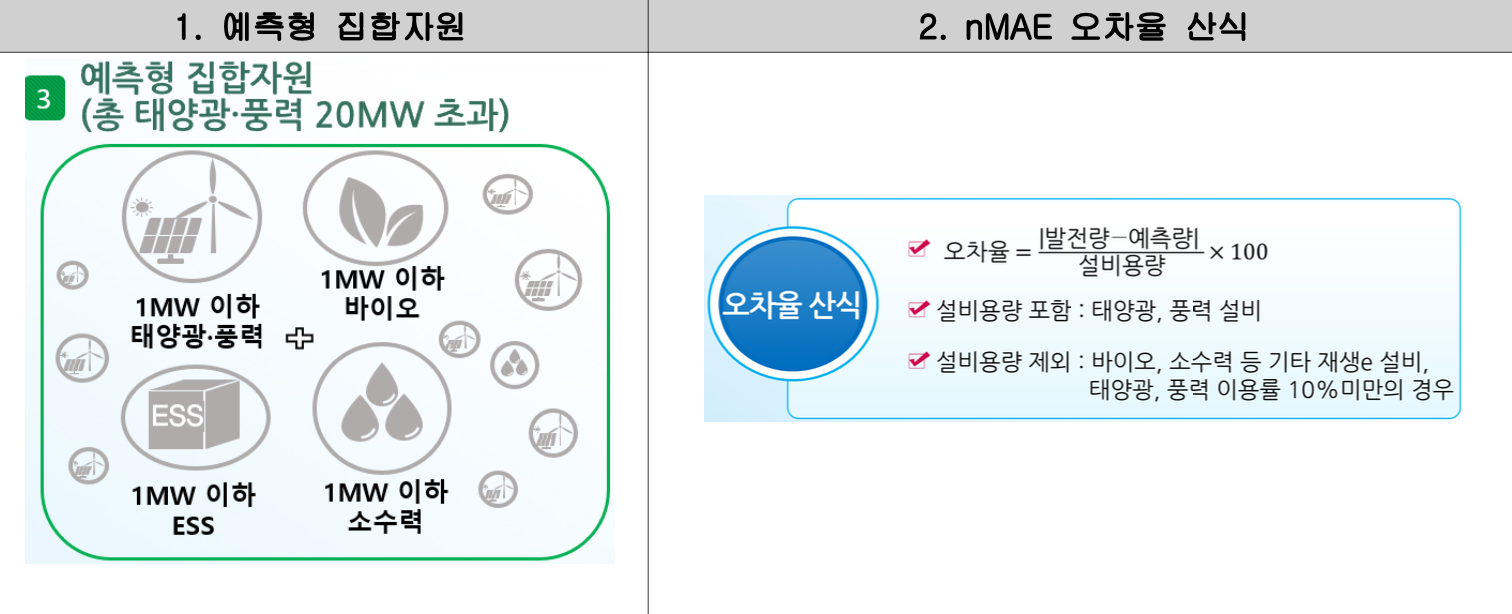 1. 예측형 집합자원
2. nMAE 오차율 산식
3
예측형 집합자원
(총 태양광·풍력 20MW 초과)
1MW 이하
태양광·풍력
1MW 이하
바이오
ESS
1MW 이하
ESS
1MW 이하
소수력
오차율 산식
오차율 = |발전량−예측량| / 설비용량 × 100
설비용량 포함 : 태양광, 풍력 설비
설비용량 제외 : 바이오, 소수력 등 기타 재생e 설비,
태양광, 풍력 이용률 10%미만의 경우